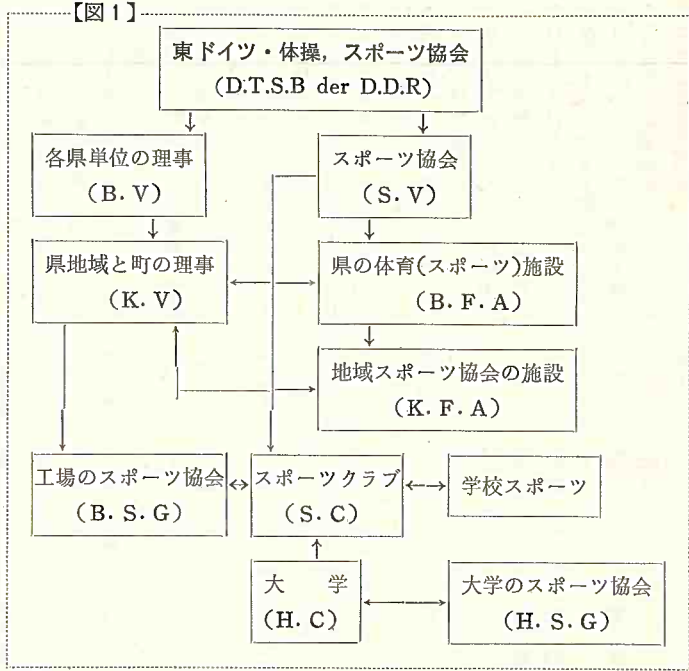 【図1】
東ドイツ・体操,スポーツ協会
(D.T.S.B der D.D.R)
各県単位の理事
(B.V)
スポーツ協会
(S.V)
県地域と町の理事
(K.V)
県の体育(スポーツ)施設
(B.F.A)
地域スポーツ協会の施設
(K.F.A)
工場のスポーツ協会
(B.S.G)
スポーツクラブ
(S.C)
学校スポーツ
大 学
(H.C)
大学のスポーツ協会
(H.S.G)